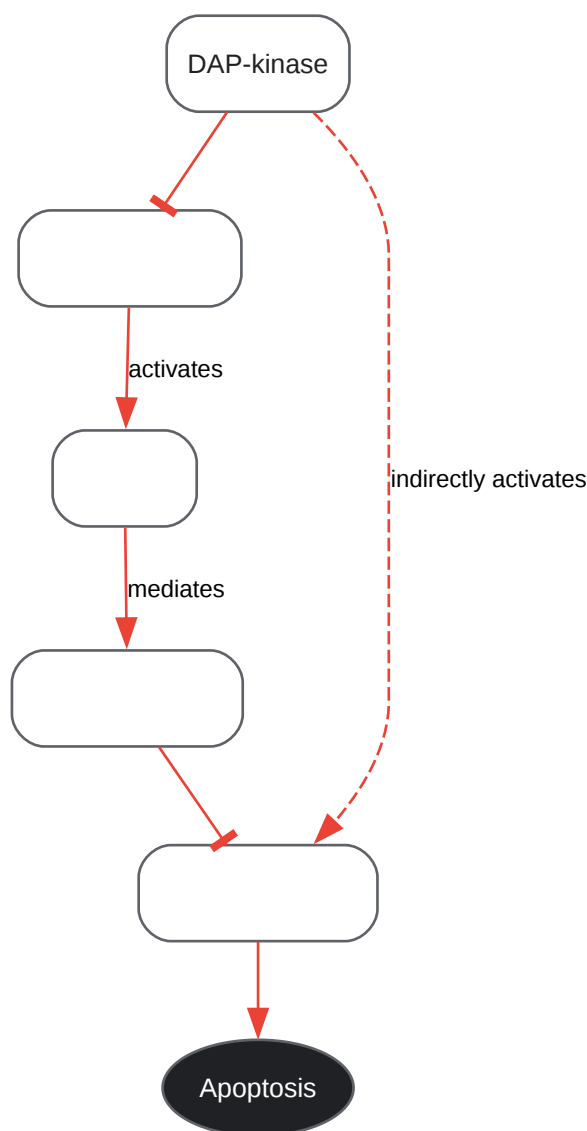 DAP-kinase
activates
indirectly activates
mediates
Apoptosis